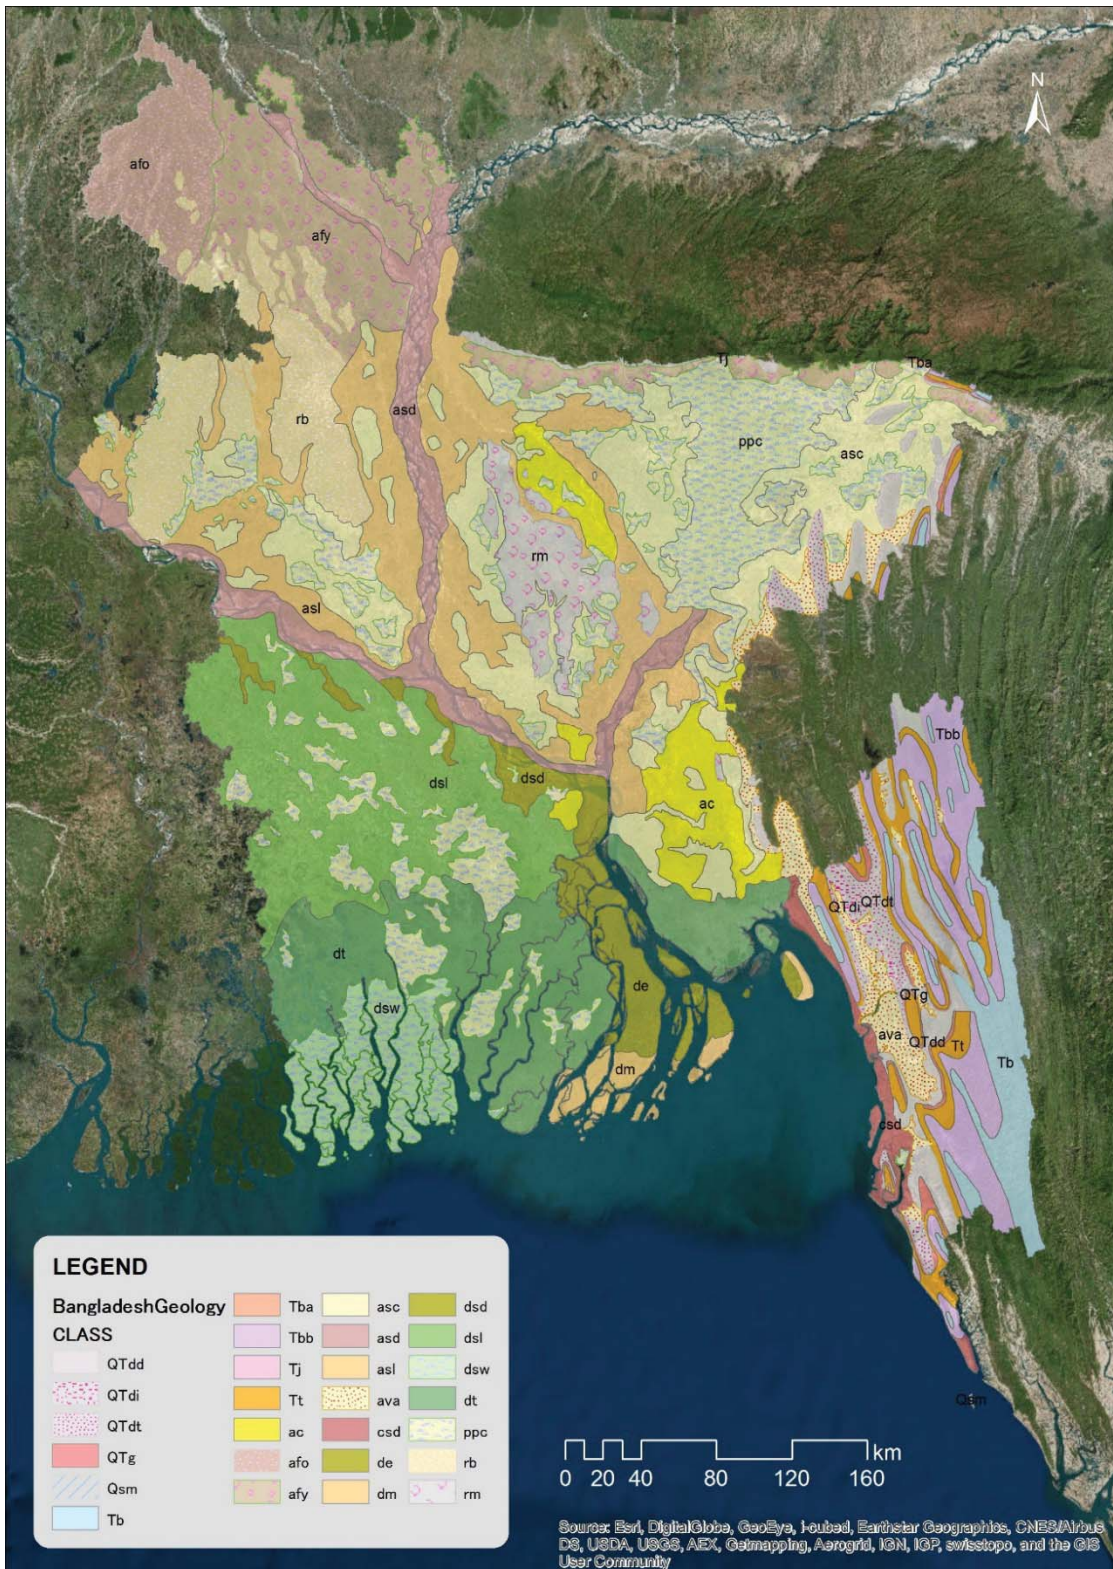 N
afo
afy
Tj
Tba
rb
asd
ppc
asc
rm
asl
Tbb
dsd
dsl
ac
QTdi
QTdt
dt
de
QTg
dsw
ava
QTdd
Tt
Tb
dm
csd
Qsm
LEGEND
BangladeshGeology
CLASS
QTdd
QTdi
QTdt
QTg
Qsm
Tb
Tba
Tbb
Tj
Tt
ac
afo
afy
asc
asd
asl
ava
csd
de
dm
dsd
dsl
dsw
dt
ppc
rb
rm
km
0 20 40 80 120 160
Source: Esri, DigitalGlobe, GeoEye, i-cubed, Earthstar Geographics, CNES/Airbus
DS, USDA, USGS, AEX, Getmapping, Aerogrid, IGN, IGP, swisstopo, and the GIS
User Community